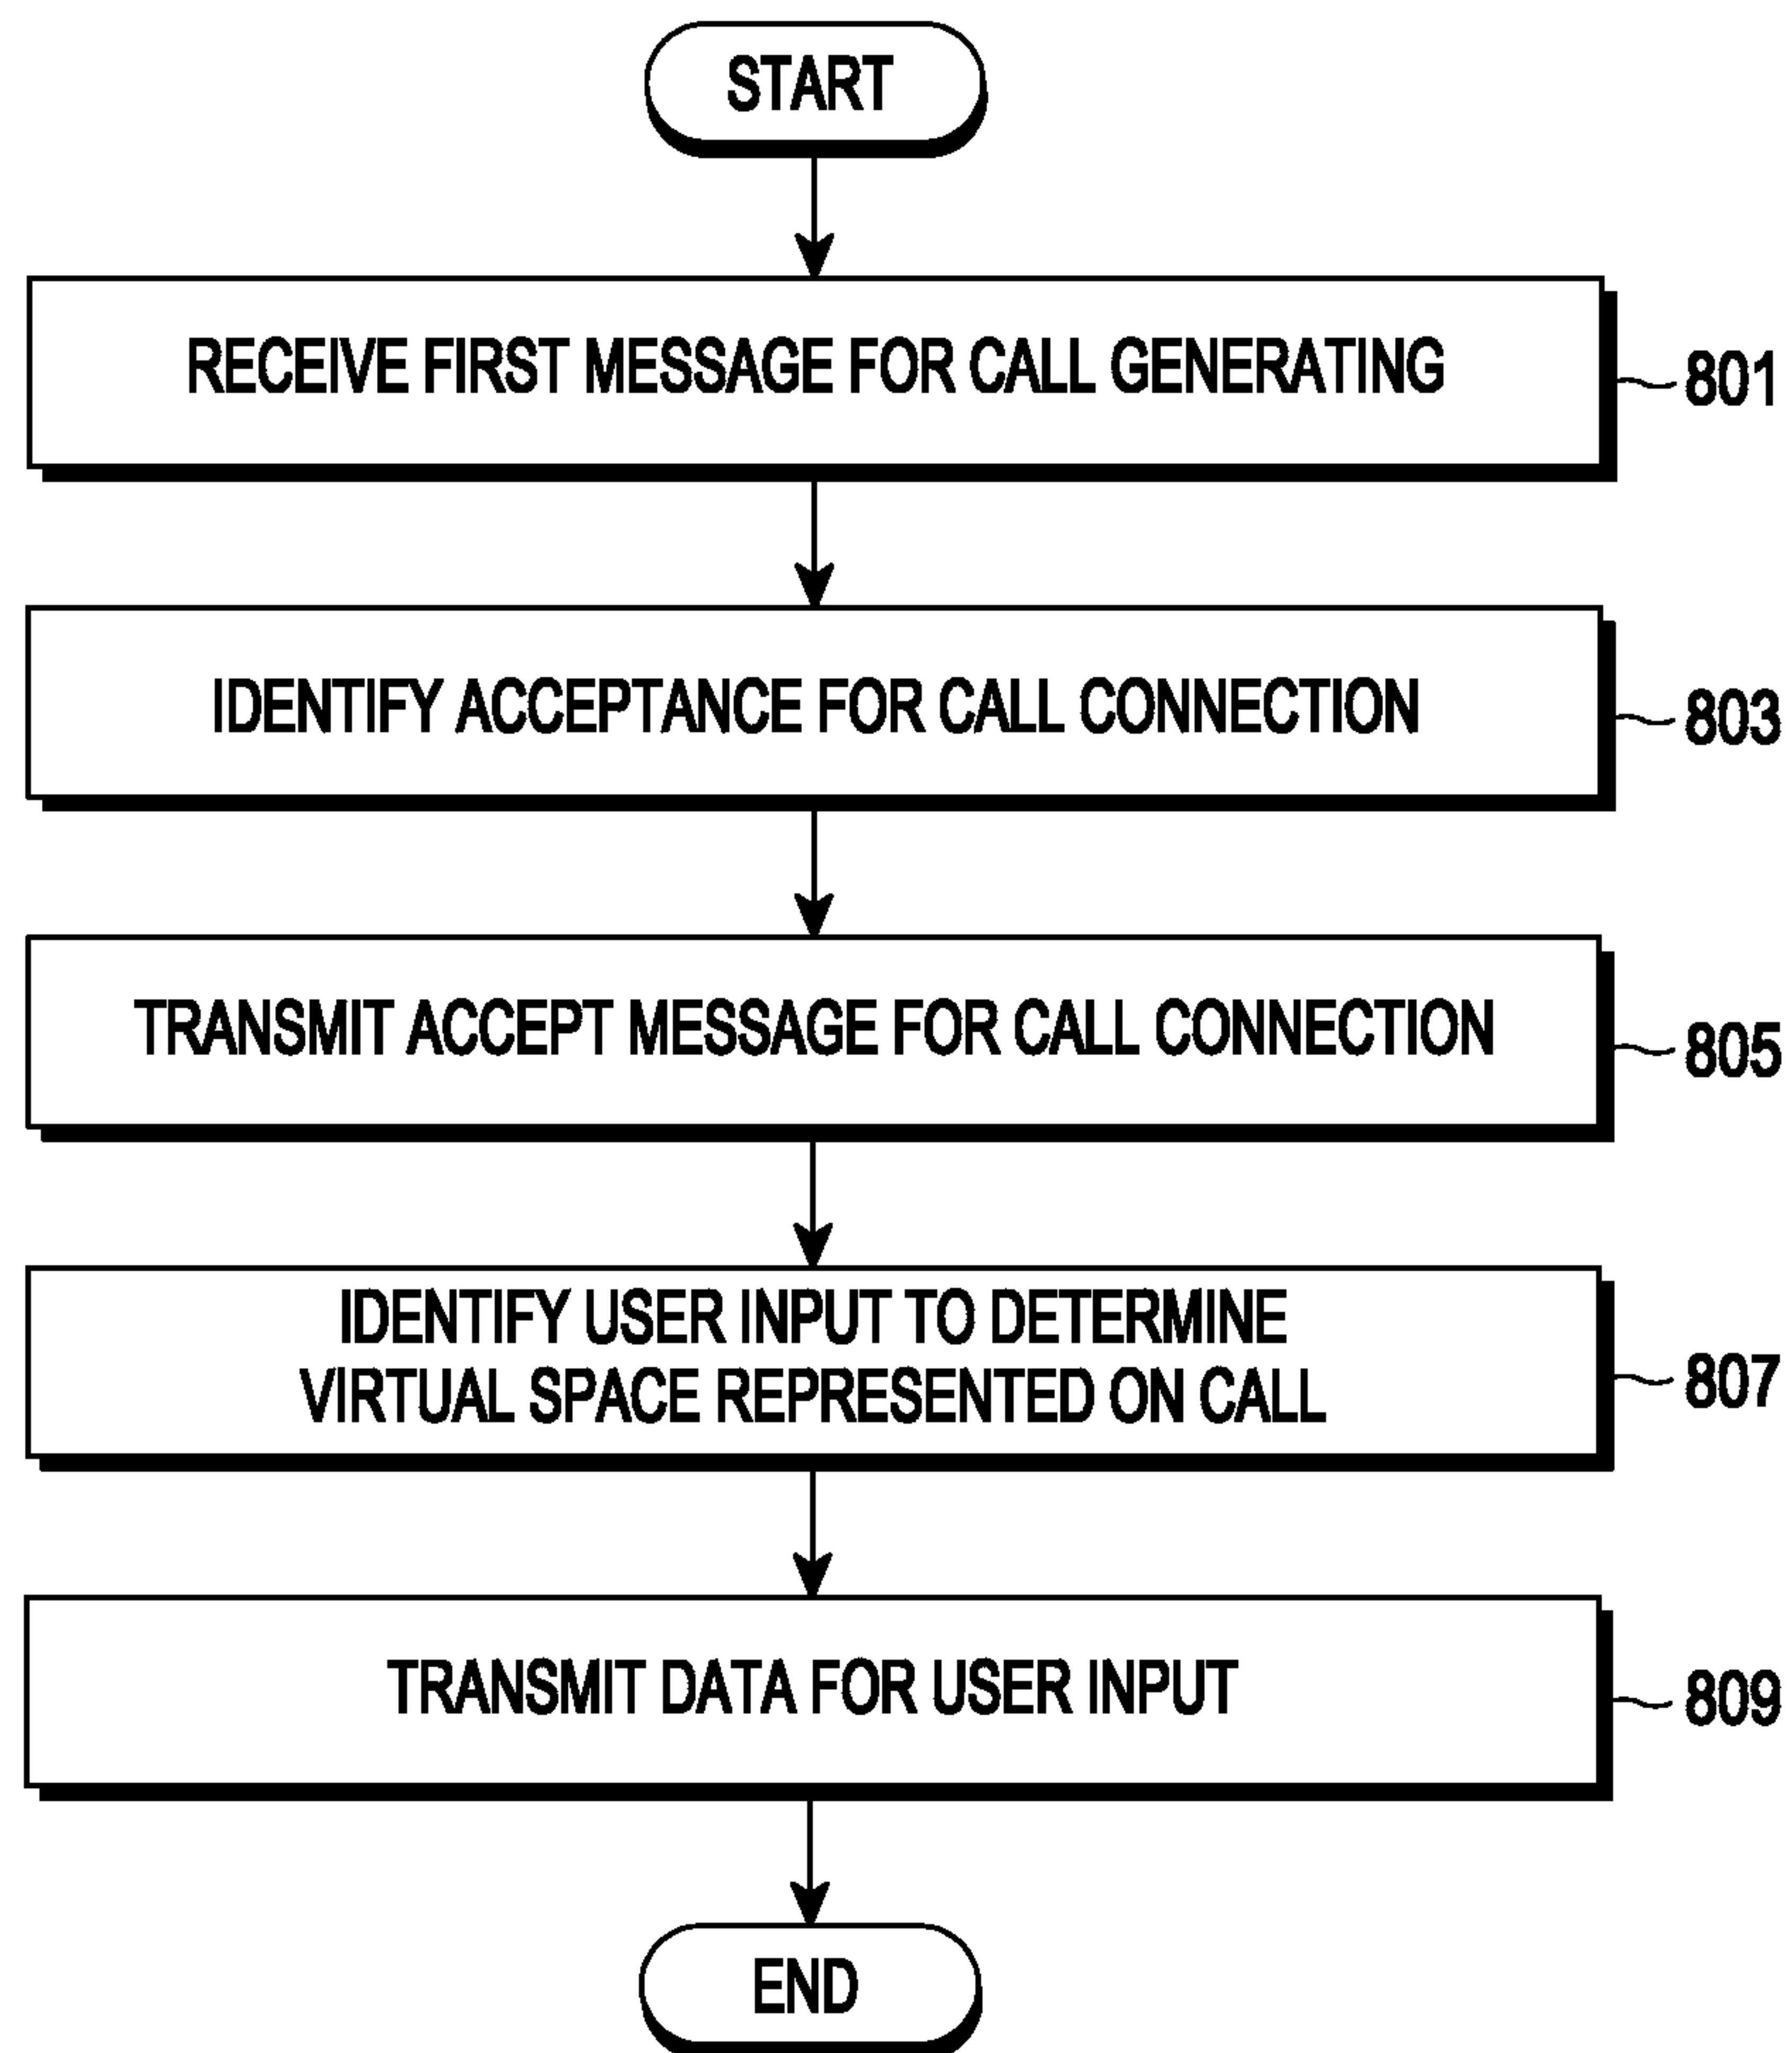 START
RECEIVE FIRST MESSAGE FOR CALL GENERATING
801
IDENTIFY ACCEPTANCE FOR CALL CONNECTION
803
TRANSMIT ACCEPT MESSAGE FOR CALL CONNECTION
805
IDENTIFY USER INPUT TO DETERMINE
VIRTUAL SPACE REPRESENTED ON CALL
807
TRANSMIT DATA FOR USER INPUT
809
END